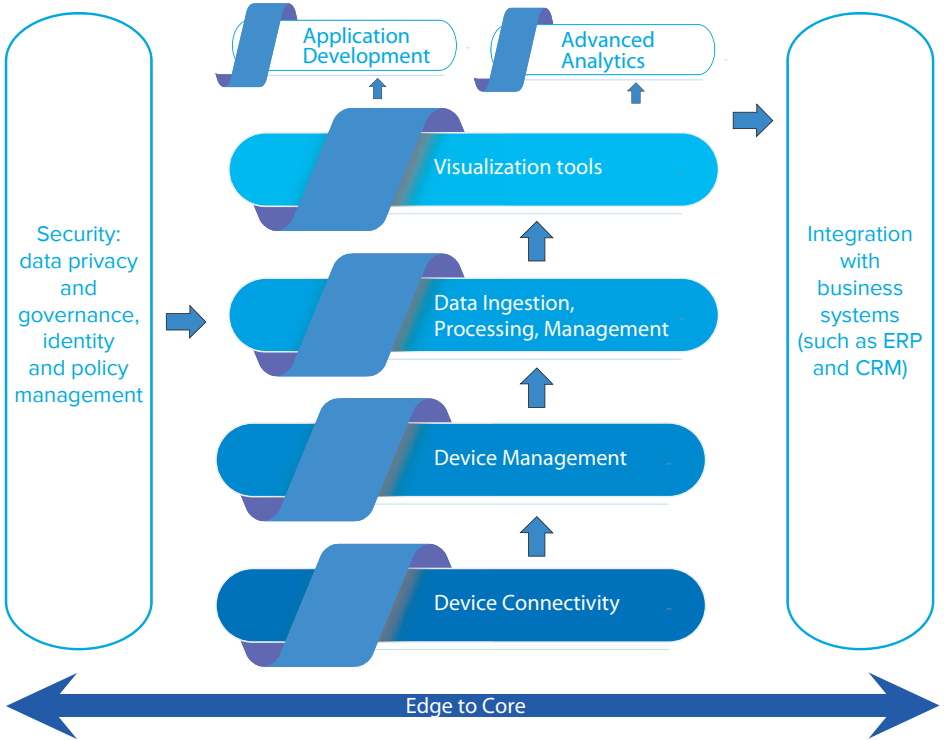 Application
Development
Advanced
Analytics
Visualization tools
Security:
data privacy
and
governance,
identity
and policy
management
Data Ingestion,
Processing, Management
Integration
with
business
systems
(such as ERP
and CRM)
Device Management
Device Connectivity
Edge to Core